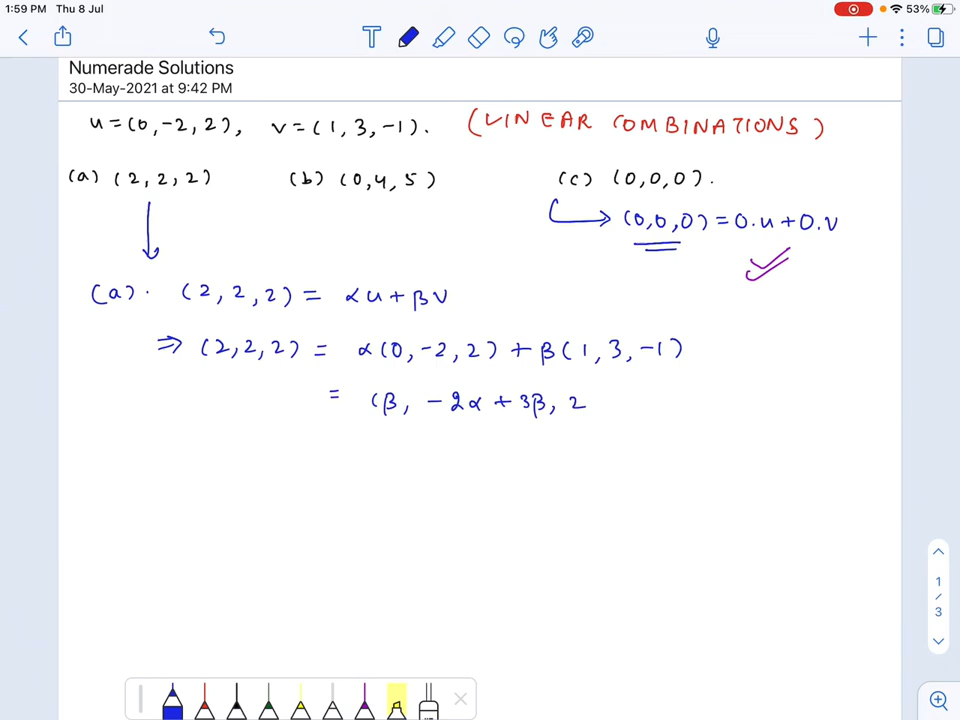 1:59 PM Thu 8 Jul 53%
Numerade Solutions
30-May-2021 at 9:42 PM
u=(0,-2,2), v=(1,3,-1). (LINEAR COMBINATIONS)
(a) (2,2,2) (b) (0,4,5) (c) (0,0,0).
(0,0,0)=0.u+0.v
(a). (2,2,2)= αu+βv
⇒ (2,2,2) = α(0,-2,2)+β(1,3,-1)
= (β, -2α+3β, 2
1
/
3